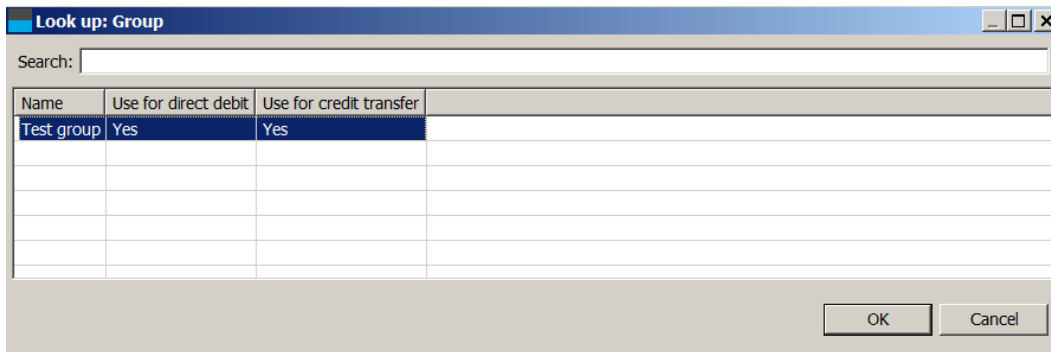 Look up: Group
Search:
Name Use for direct debit Use for credit transfer
Test group Yes Yes
OK Cancel